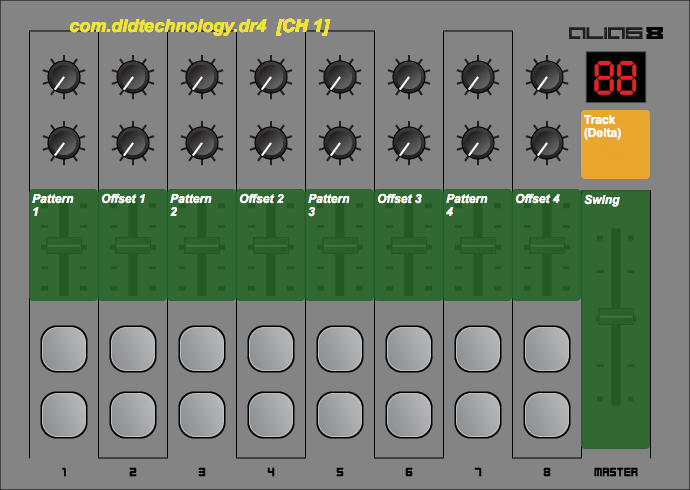 com.dldtechnology.dr4 [CH 1]
ALIAS 8
88
Track
(Delta)
Pattern
1
Offset 1
Pattern
2
Offset 2
Pattern
3
Offset 3
Pattern
4
Offset 4
Swing
1 2 3 4 5 6 7 8 MASTER